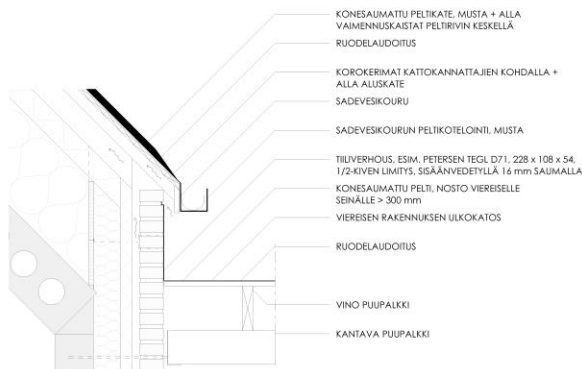 KONESAUMATTU PELTIKATE, MUSTA + ALLA
VAIMENNUSKAISTAT PELTIRIVIN KESKELLÄ
RUODELAUDOITUS
KOROKERIMAT KATTOKANNATTAJIEN KOHDALLA +
ALLA ALUSKATE
SADEVESIKOURU
SADEVESIKOURUN PELTIKOTELOINTI, MUSTA
TIILIVERHOUS, ESIM. PETERSEN TEGL D71, 228 x 108 x 54,
1/2-KIVEN LIMITYS, SISÄÄNVEDETYLLÄ 16 mm SAUMALLA
KONESAUMATTU PELTI, NOSTO VIEREISELLE
SEINÄLLE > 300 mm
VIEREISEN RAKENNUKSEN ULKOKATOS
RUODELAUDOITUS
VINO PUUPALKKI
KANTAVA PUUPALKKI